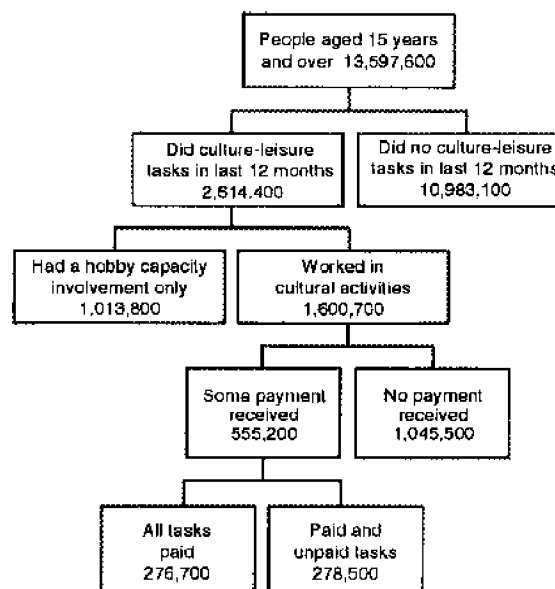 People aged 15 years
and over 13,597,600
Did culture-leisure
tasks in last 12 months
2,614,400
Did no culture-leisure
tasks in last 12 months
10,983,100
Had a hobby capacity
involvement only
1,013,800
Worked in
cultural activities
1,600,700
Some payment
received
555,200
No payment
received
1,045,500
All tasks
paid
276,700
Paid and
unpaid tasks
278,500